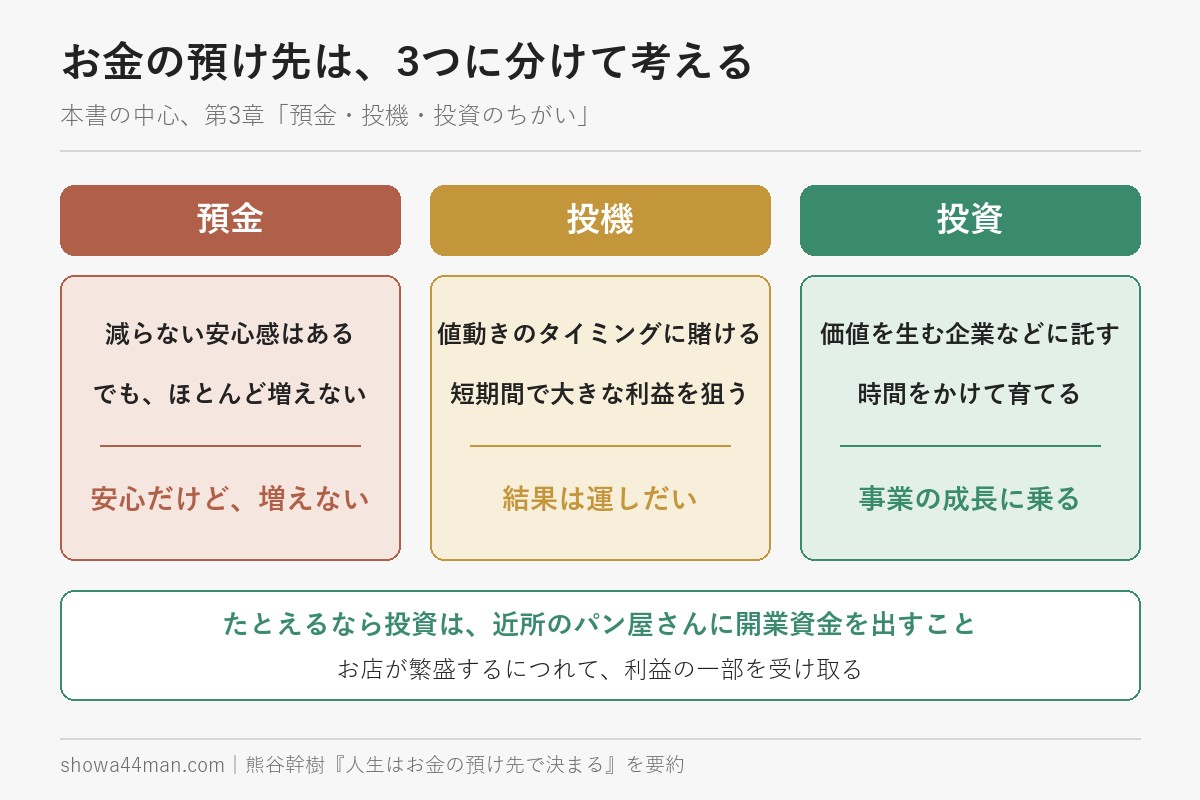 お金の預け先は、3つに分けて考える
本書の中心、第3章「預金・投機・投資のちがい」
預金
減らない安心感はある
でも、ほとんど増えない
安心だけど、増えない
投機
値動きのタイミングに賭ける
短期間で大きな利益を狙う
結果は運しだい
投資
価値を生む企業などに託す
時間をかけて育てる
事業の成長に乗る
たとえるなら投資は、近所のパン屋さんに開業資金を出すこと
お店が繁盛するにつれて、利益の一部を受け取る
showa44man.com｜熊谷幹樹『人生はお金の預け先で決まる』を要約